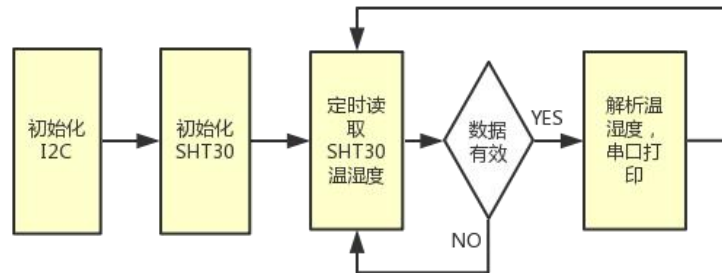 初始化
I2C
初始化
SHT30
定时读
取
SHT30
温湿度
数据
有效
YES
NO
解析温
湿度，
串口打
印